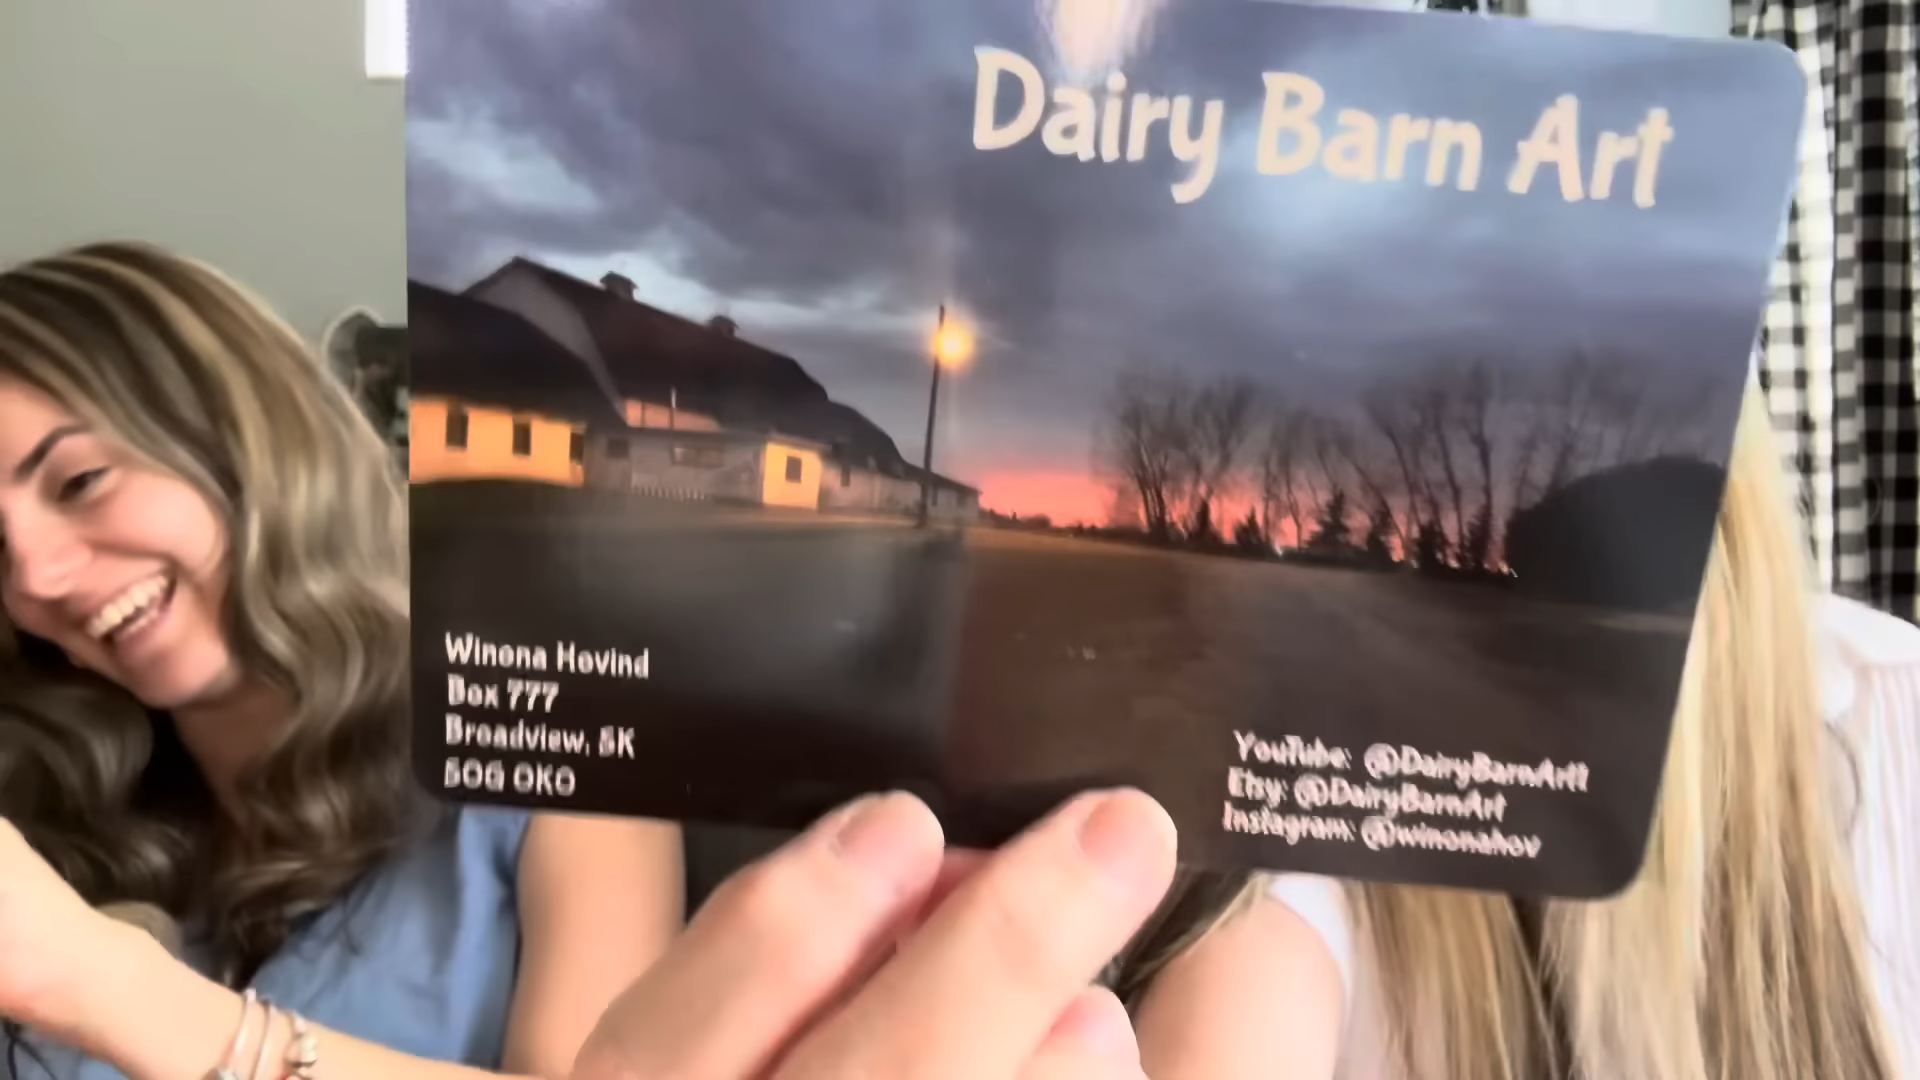 Dairy Barn Art
Winona Hovind
Box 777
Broadview, SK
S0G 0K0
YouTube: @DairyBarnArt1
Etsy: @DairyBarnArt
Instagram: @winonahov